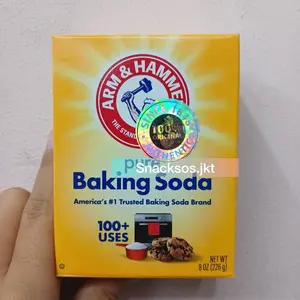 ARM & HAMMER
THE STANDARD
SINCE
100%
ORIGINAL
AUTHENTIC
pure
Snacksos.jkt
Baking Soda
America's #1 Trusted Baking Soda Brand
100+
USES
NET WT
8 OZ (226g)